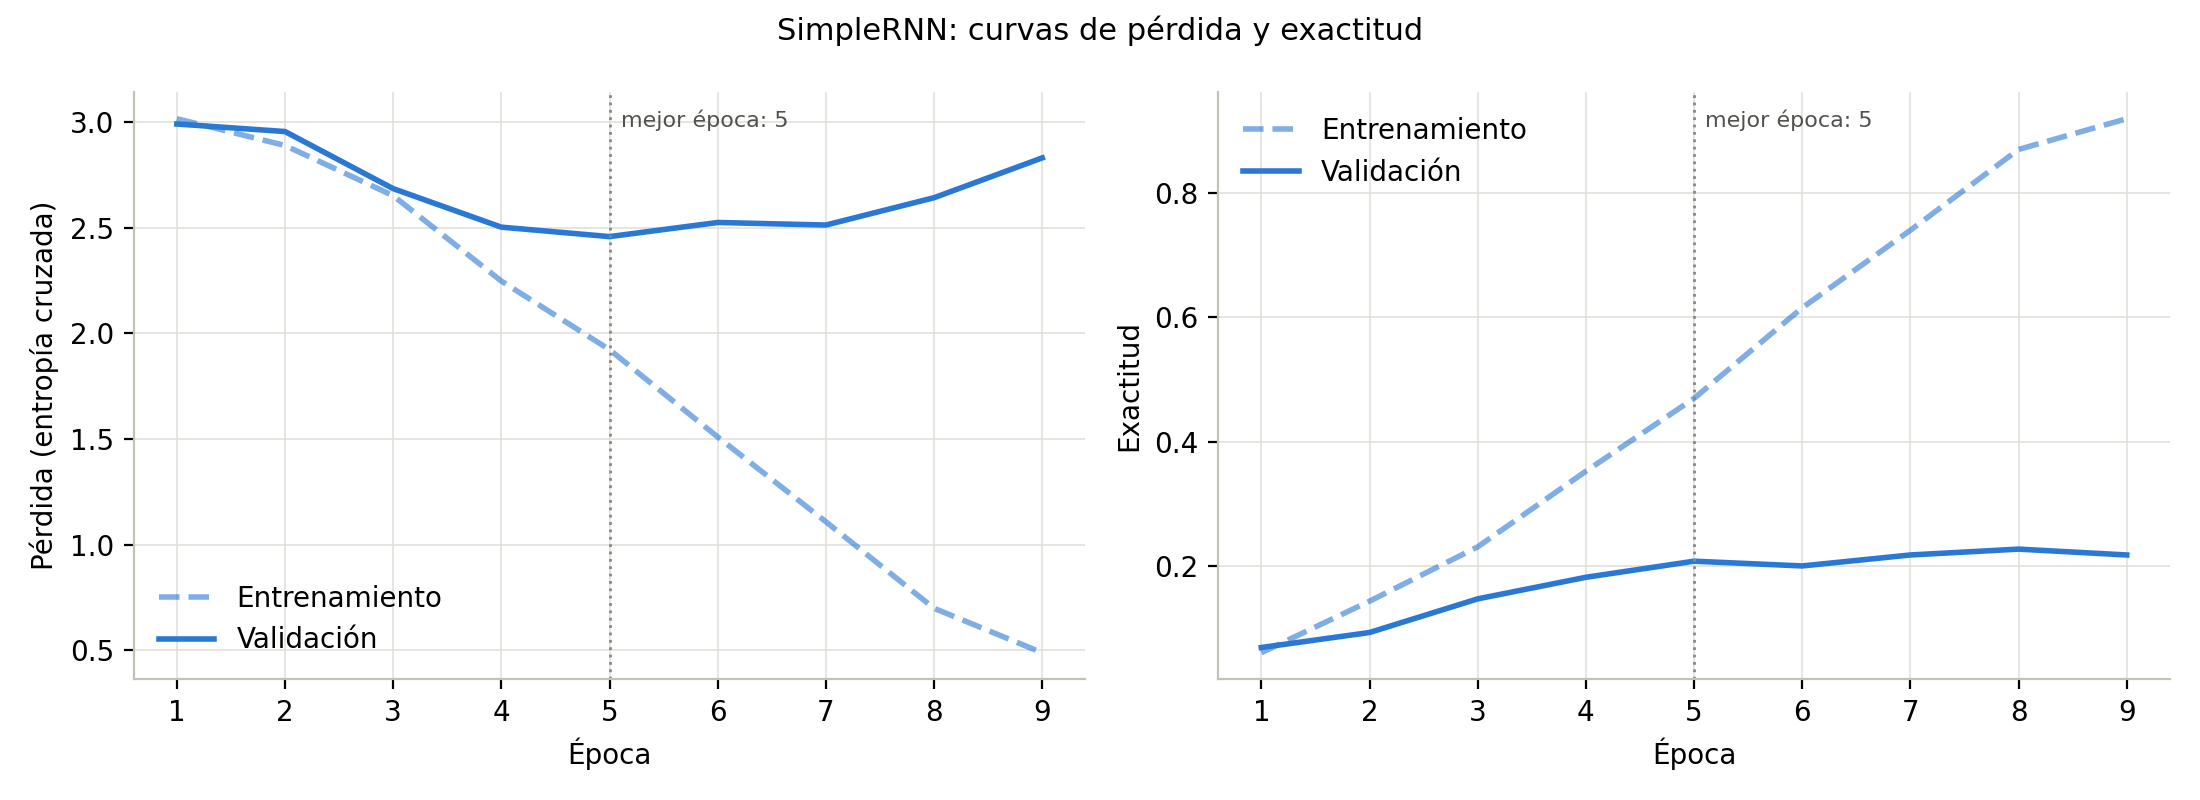 SimpleRNN: curvas de pérdida y exactitud
Pérdida (entropía cruzada)
3.0
2.5
2.0
1.5
1.0
0.5
mejor época: 5
Entrenamiento
Validación
1 2 3 4 5 6 7 8 9
Época
Exactitud
0.8
0.6
0.4
0.2
Entrenamiento
Validación
mejor época: 5
1 2 3 4 5 6 7 8 9
Época